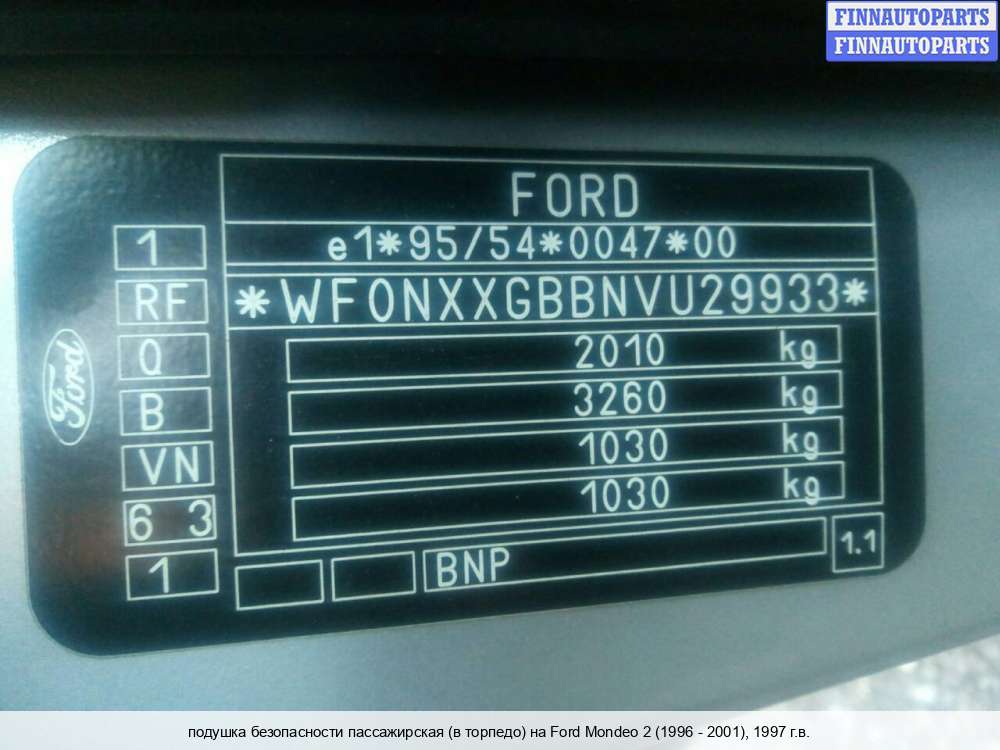 FINNAUTOPARTS
FINNAUTOPARTS
FORD
e1*95/54*0047*00
*WF0NXXGBBNVU29933*
2010 kg
3260 kg
1030 kg
1030 kg
BNP
1.1
1
RF
Q
B
VN
6 3
1
Ford
подушка безопасности пассажирская (в торпедо) на Ford Mondeo 2 (1996 - 2001), 1997 г.в.